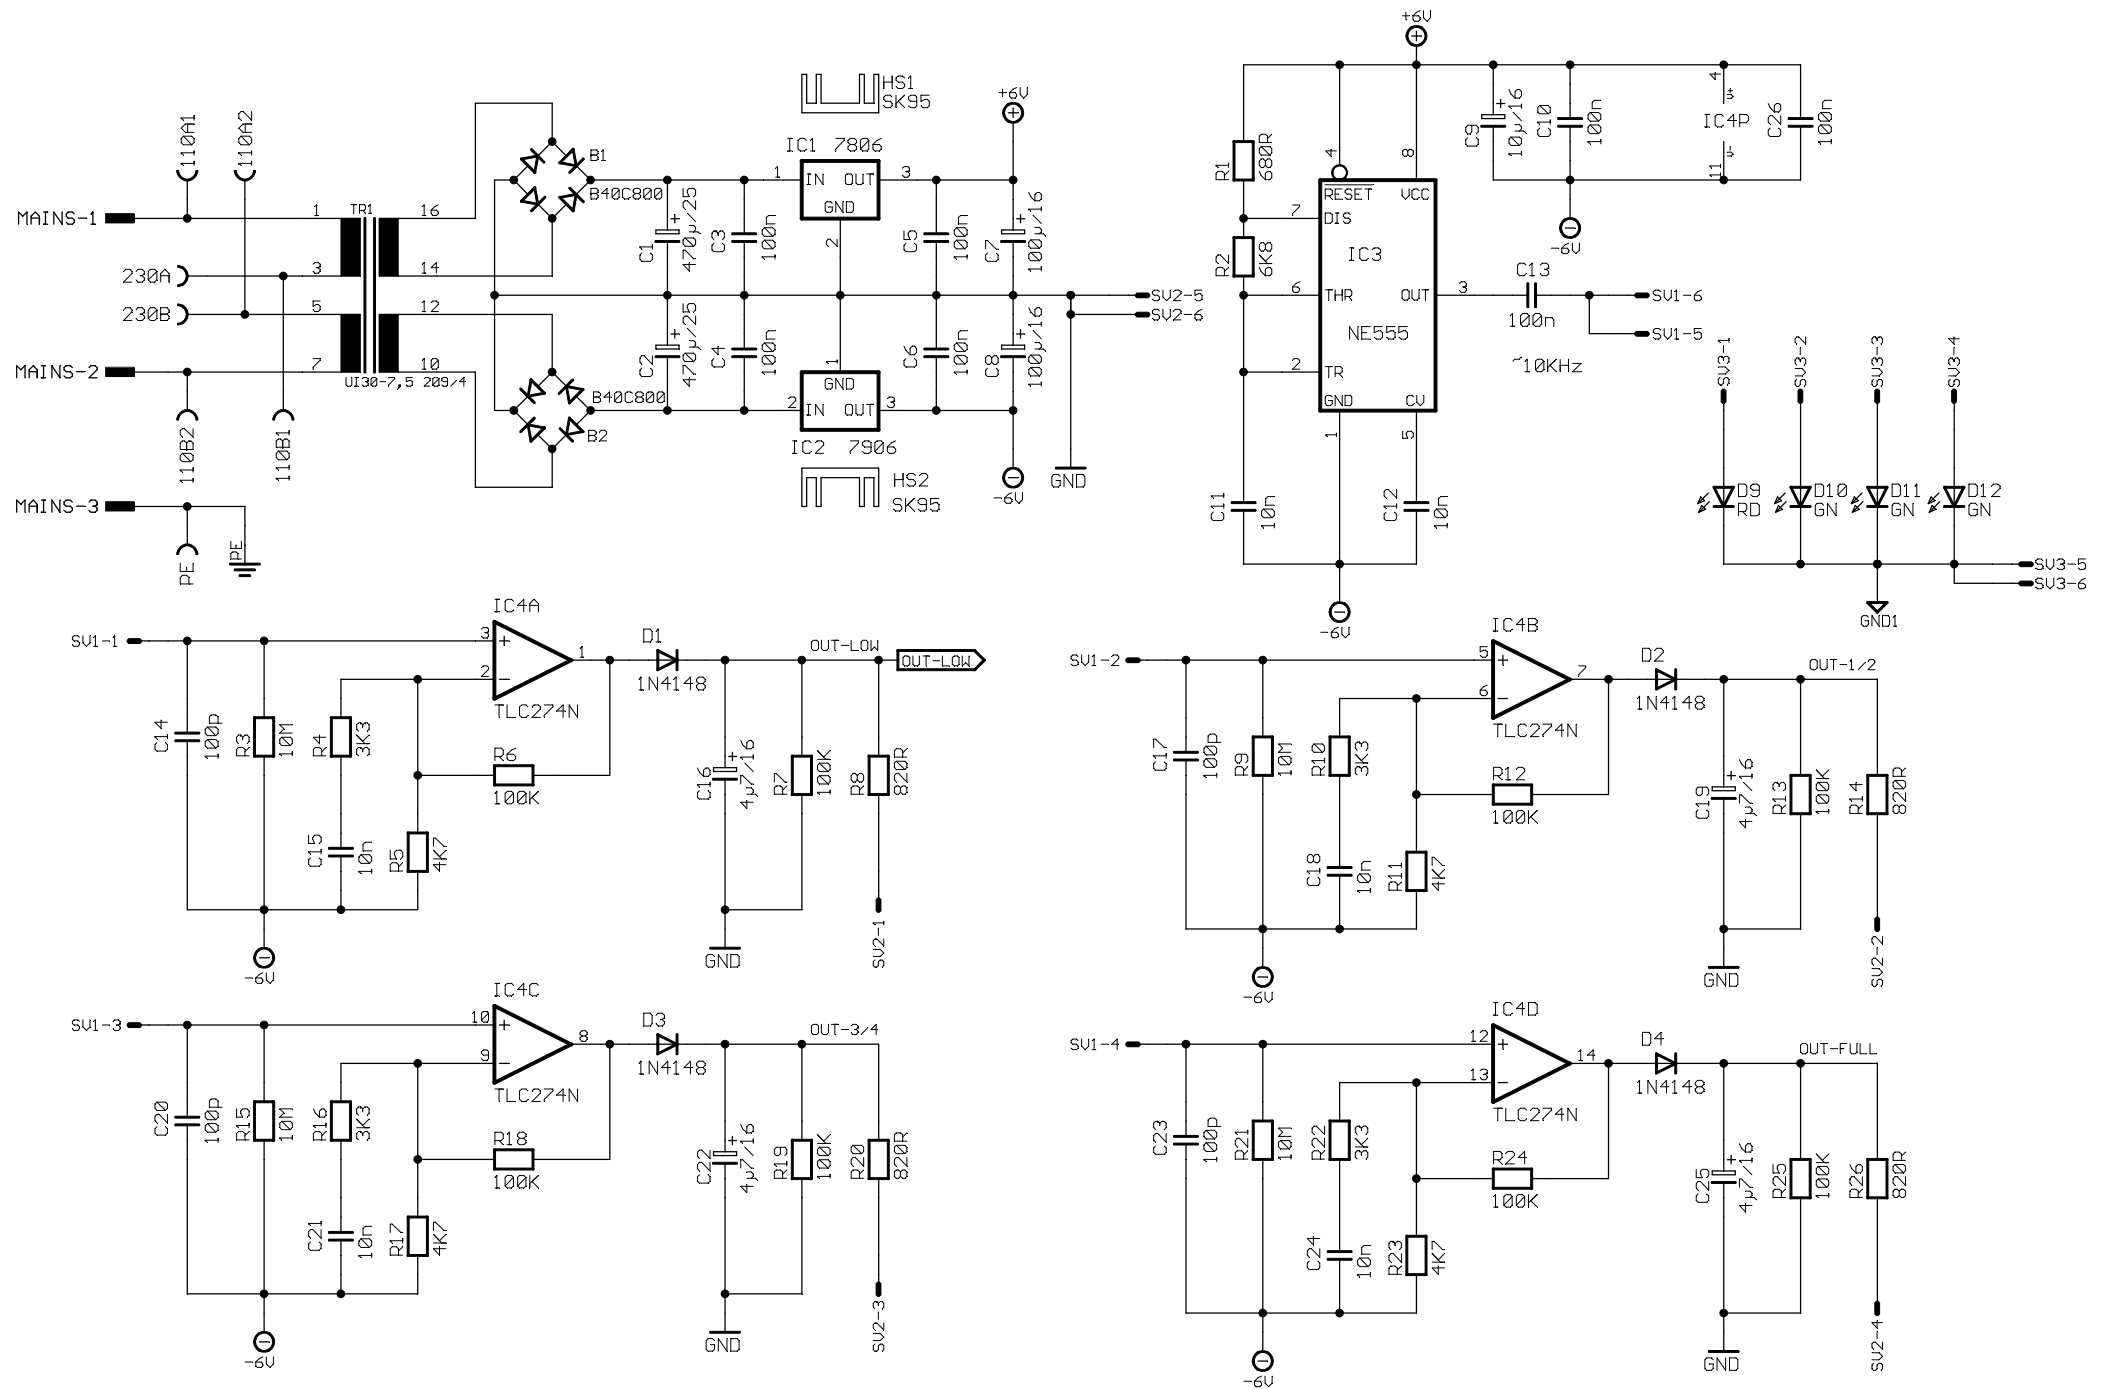 MAINS-1
110A1
110A2
230A
230B
MAINS-2
110B2
110B1
MAINS-3
PE
PE
1
3
5
7
TR1
UI30-7,5 209/4
16
14
12
10
B1
B40C800
B40C800
B2
C1
470µ/25
+
C3
100n
C2
470µ/25
+
C4
100n
HS1
SK95
IC1 7806
1
IN OUT
3
GND
2
1
GND
2
IN OUT
3
IC2 7906
HS2
SK95
C5
100n
C7
100µ/16
+
C6
100n
C8
100µ/16
+
+6V
-6V
GND
SV2-5
SV2-6
+6V
R1
680R
R2
6K8
4
8
RESET
VCC
7
DIS
IC3
6
THR
OUT
3
NE555
2
TR
GND
CV
1
5
C11
10n
C12
10n
-6V
C9
10µ/16
+
C10
100n
4
+
IC4P
-
11
C26
100n
-6V
C13
100n
SV1-6
SV1-5
~10KHz
SV3-1
SV3-2
SV3-3
SV3-4
D9
RD
D10
GN
D11
GN
D12
GN
SV3-5
SV3-6
GND1
SV1-1
C14
100p
R3
10M
R4
3K3
C15
10n
R5
4K7
R6
100K
IC4A
3
+
2
-
1
TLC274N
D1
1N4148
OUT-LOW
OUT-LOW
C16
4µ7/16
+
R7
100K
R8
820R
SV2-1
GND
-6V
SV1-2
C17
100p
R9
10M
R10
3K3
C18
10n
R11
4K7
R12
100K
IC4B
5
+
6
-
7
TLC274N
D2
1N4148
OUT-1/2
C19
4µ7/16
+
R13
100K
R14
820R
SV2-2
GND
-6V
SV1-3
C20
100p
R15
10M
R16
3K3
C21
10n
R17
4K7
R18
100K
IC4C
10
+
9
-
8
TLC274N
D3
1N4148
OUT-3/4
C22
4µ7/16
+
R19
100K
R20
820R
SV2-3
GND
-6V
SV1-4
C23
100p
R21
10M
R22
3K3
C24
10n
R23
4K7
R24
100K
IC4D
12
+
13
-
14
TLC274N
D4
1N4148
OUT-FULL
C25
4µ7/16
+
R25
100K
R26
820R
SV2-4
GND
-6V